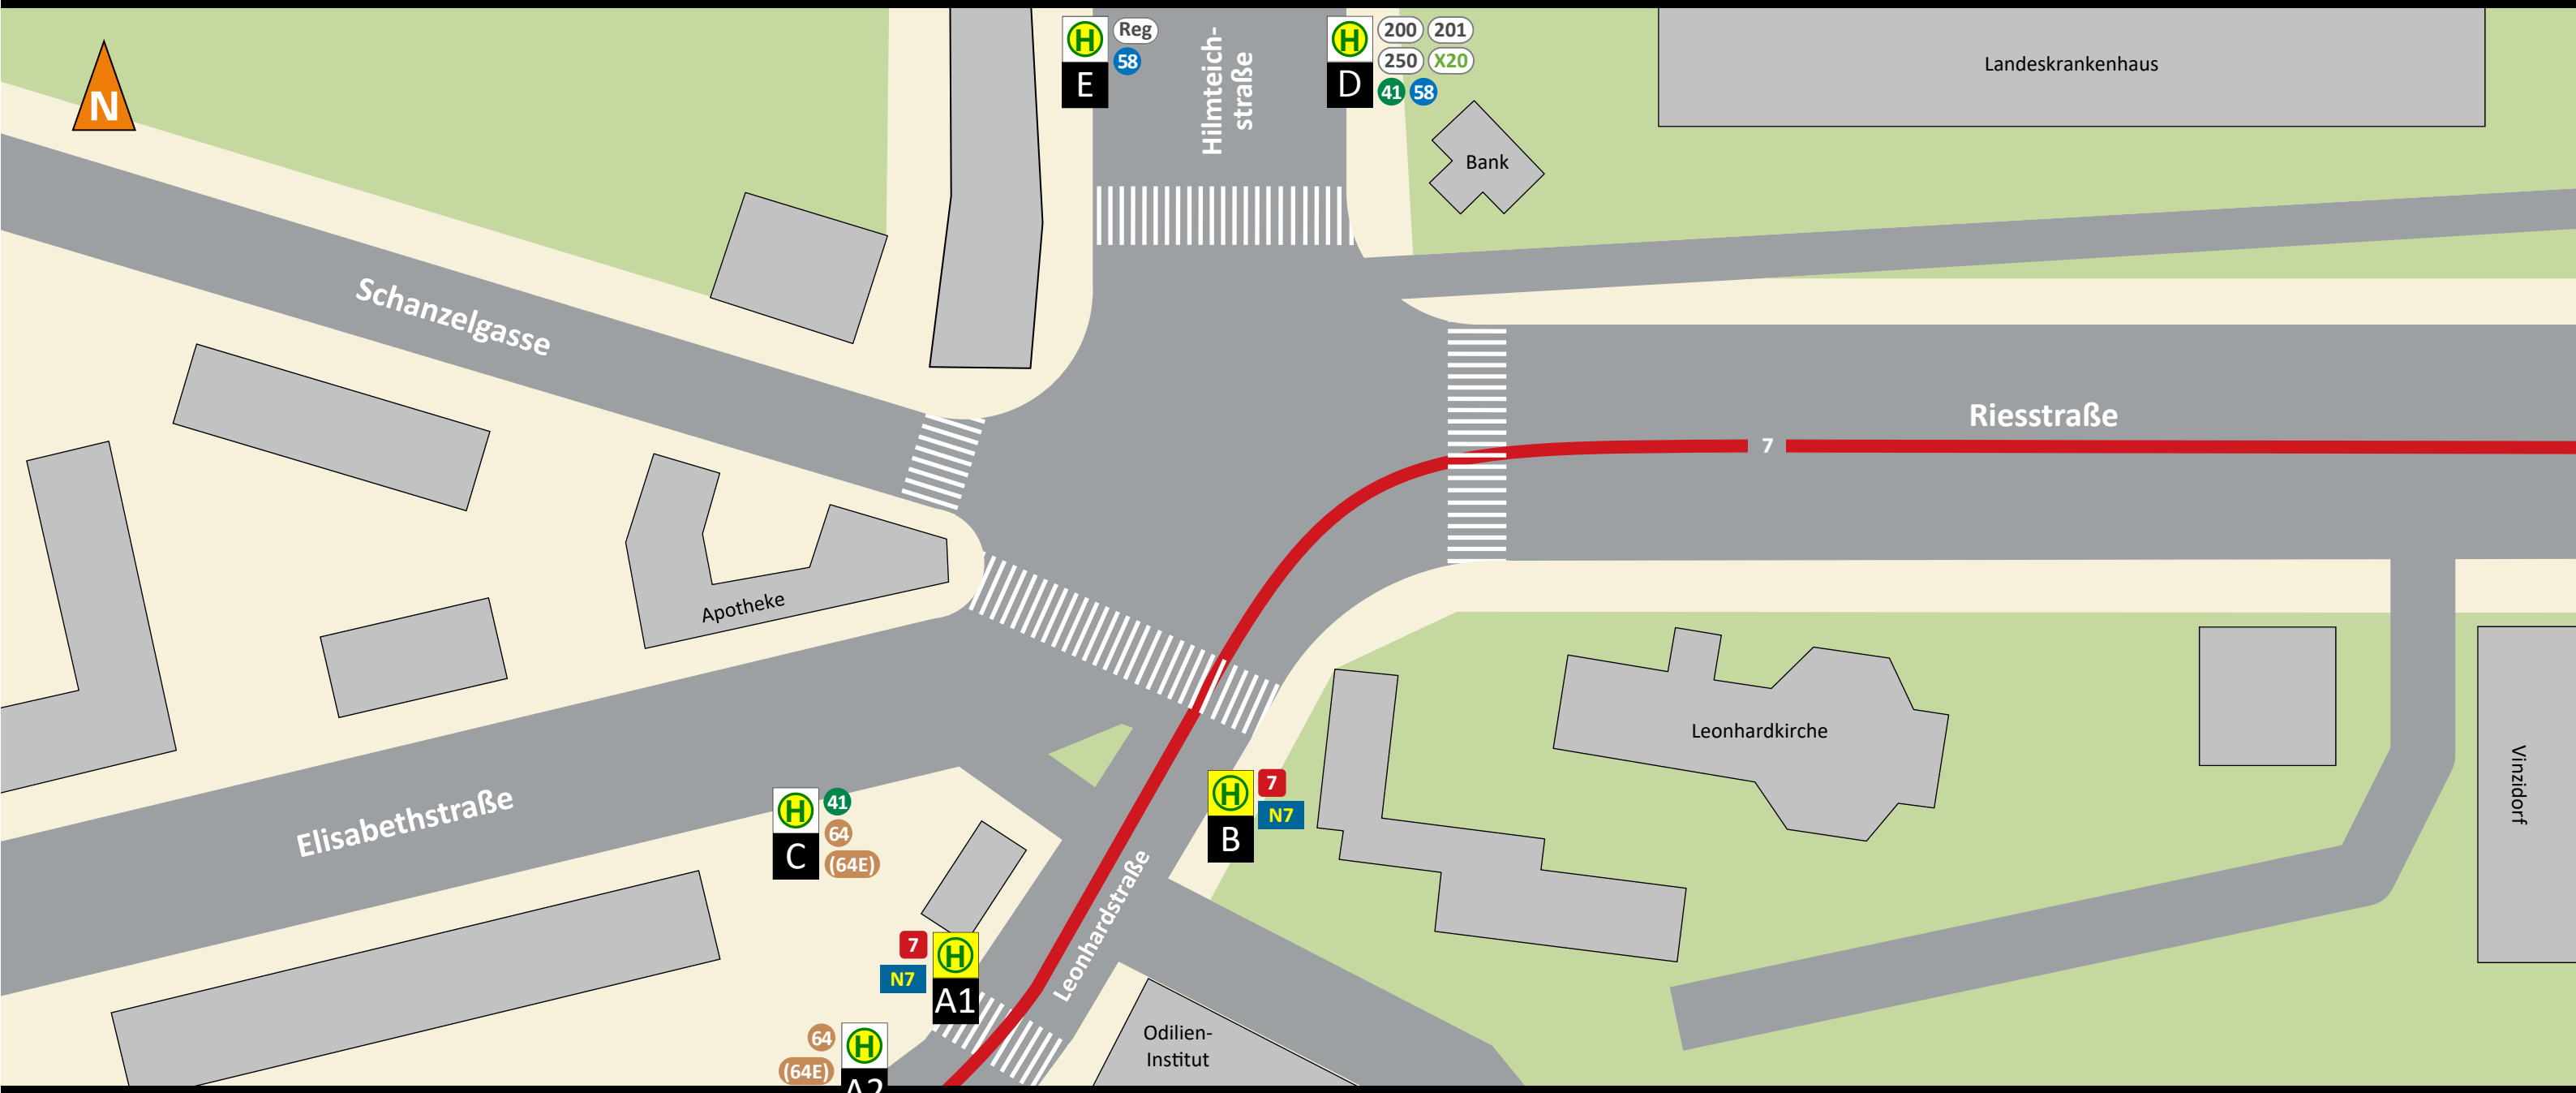 N
H
E
Reg
58
Hilmteich-
straße
H
D
200 201
250 X20
41 58
Landeskrankenhaus
Bank
Schanzelgasse
Riesstraße
7
Apotheke
Leonhardkirche
Vinzidorf
Elisabethstraße
H
C
41
64
(64E)
H
B
7
N7
Leonhardstraße
7
N7
H
A1
64
(64E)
H
A2
Odilien-
Institut